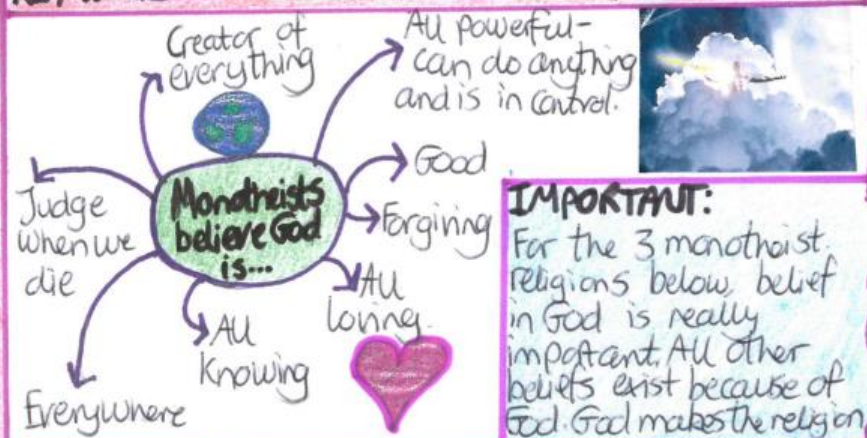 Creator of
everything
All powerful-
can do anything
and is in control.
Good
Forgiving
All
loving.
All
Knowing
Everywhere
Judge
when we
die
Monotheists
believe God
is...
IMPORTANT:
For the 3 monotheist
religions below, belief
in God is really
important. All other
beliefs exist because of
God. God makes the religion